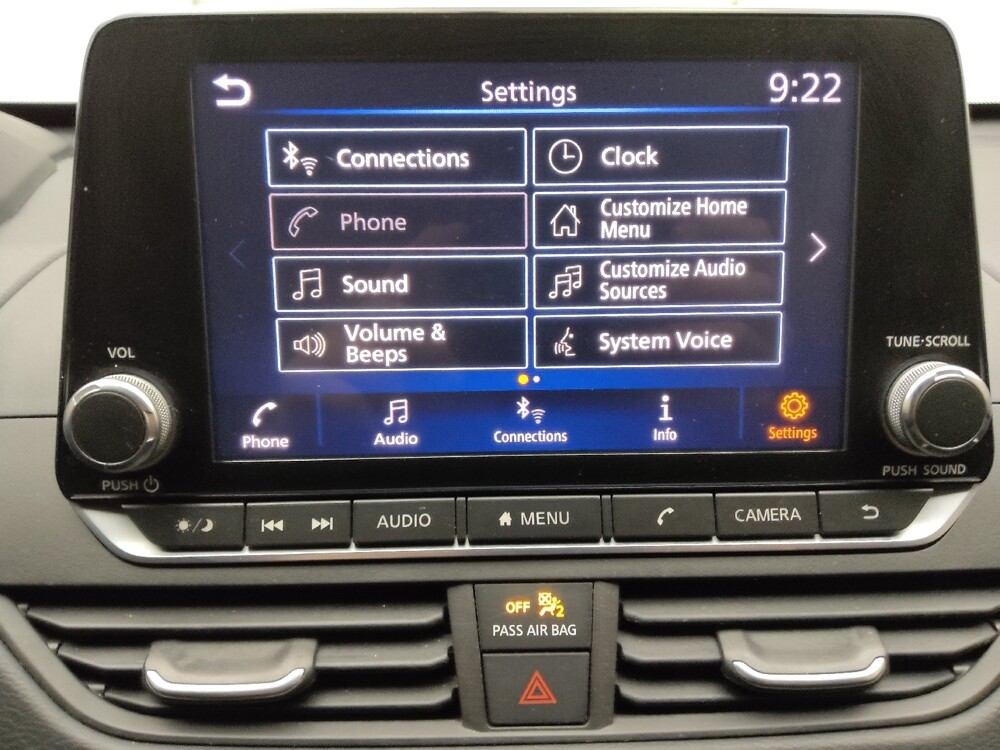 Settings
9:22
Connections
Clock
Phone
Customize Home
Menu
Sound
Customize Audio
Sources
Volume &
Beeps
System Voice
VOL
TUNE·SCROLL
Phone
Audio
Connections
Info
Settings
PUSH
PUSH SOUND
AUDIO
MENU
CAMERA
OFF 2
PASS AIR BAG